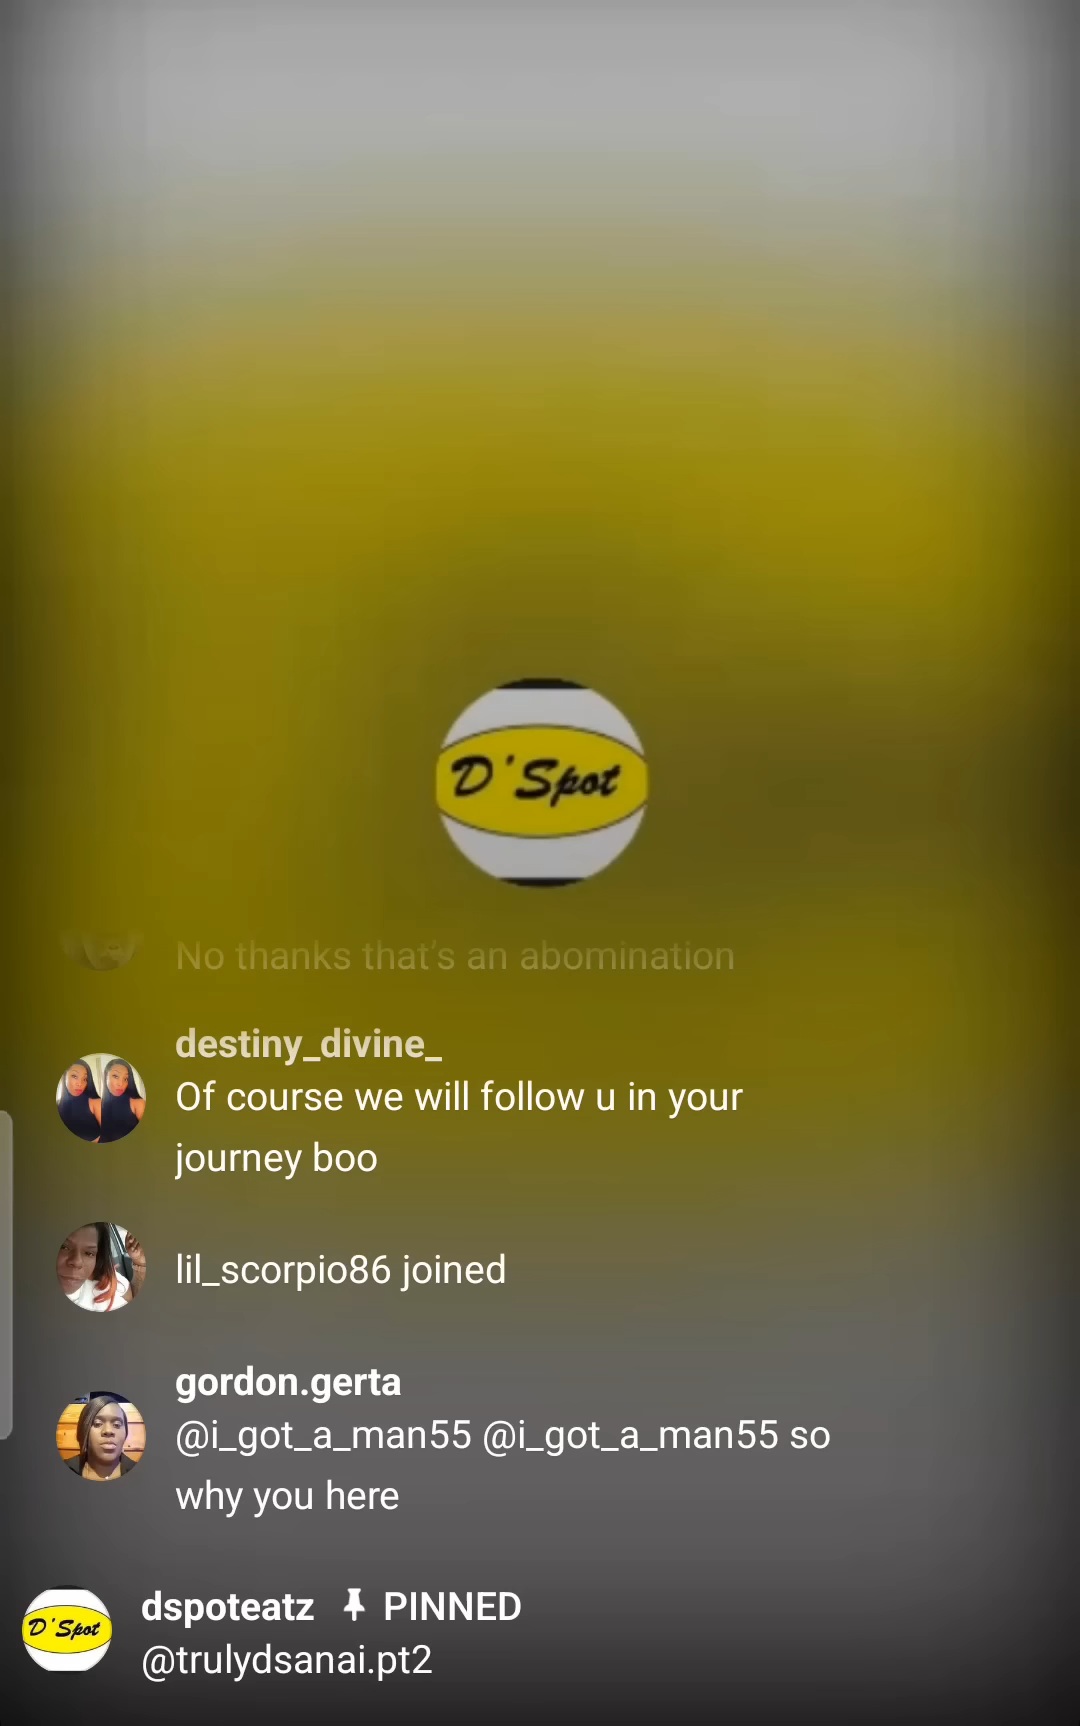 D'Spot
No thanks that's an abomination
destiny_divine_
Of course we will follow u in your
journey boo
lil_scorpio86 joined
gordon.gerta
@i_got_a_man55 @i_got_a_man55 so
why you here
D'Spot
dspoteatz PINNED
@trulydsanai.pt2